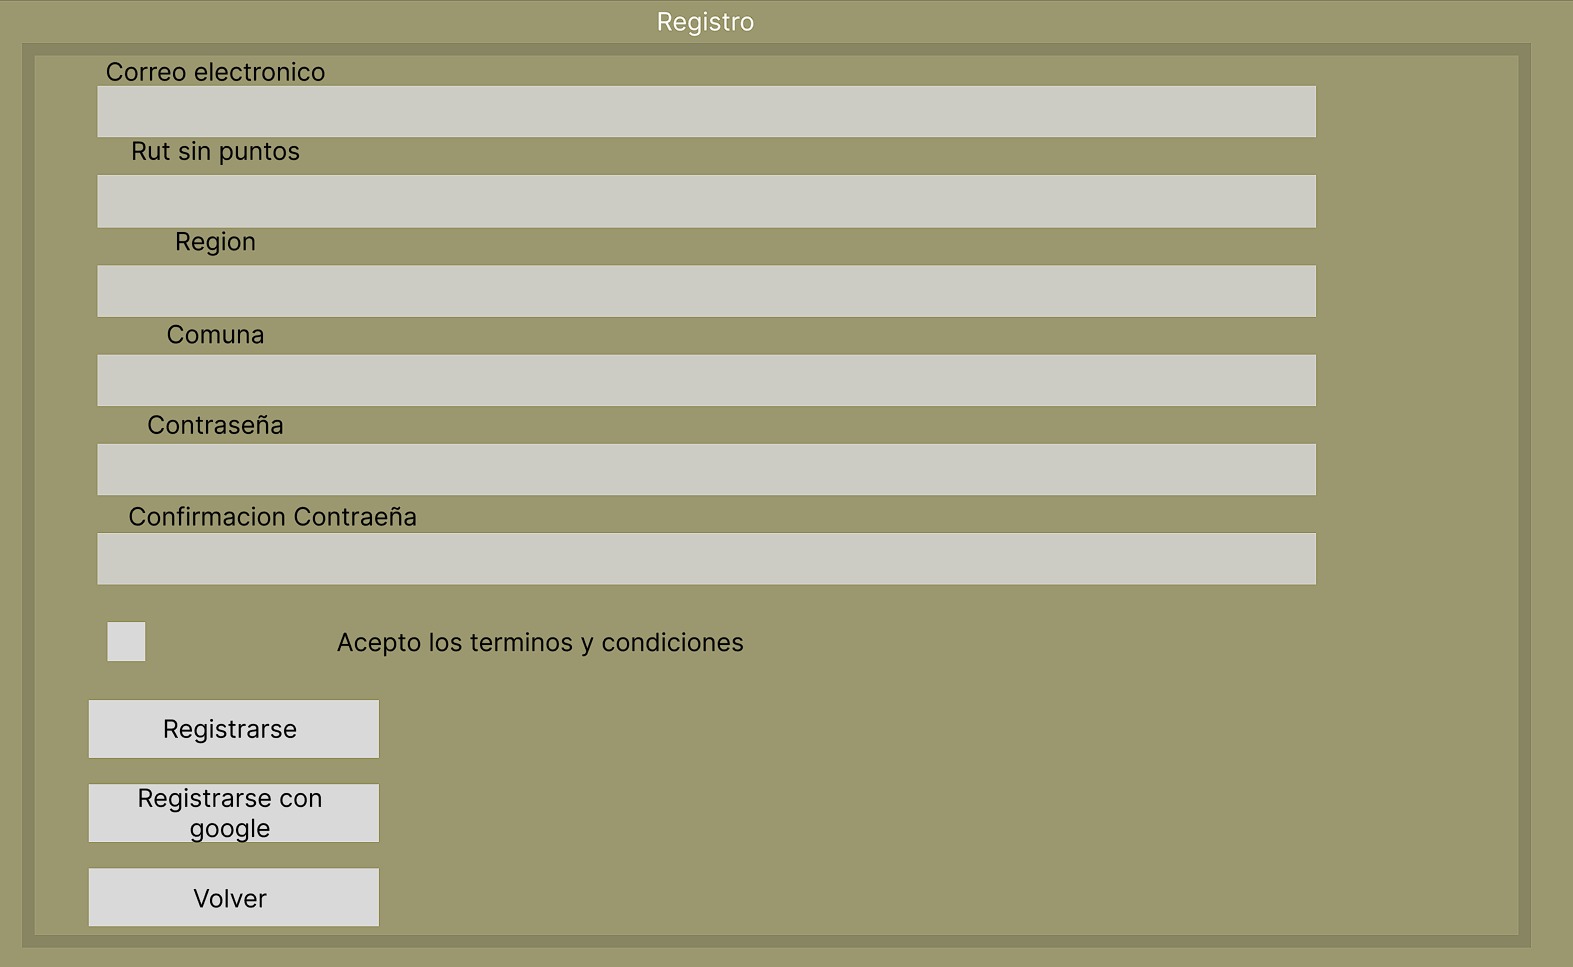 Registro
Correo electronico
Rut sin puntos
Region
Comuna
Contraseña
Confirmacion Contraeña
Acepto los terminos y condiciones
Registrarse
Registrarse con
google
Volver